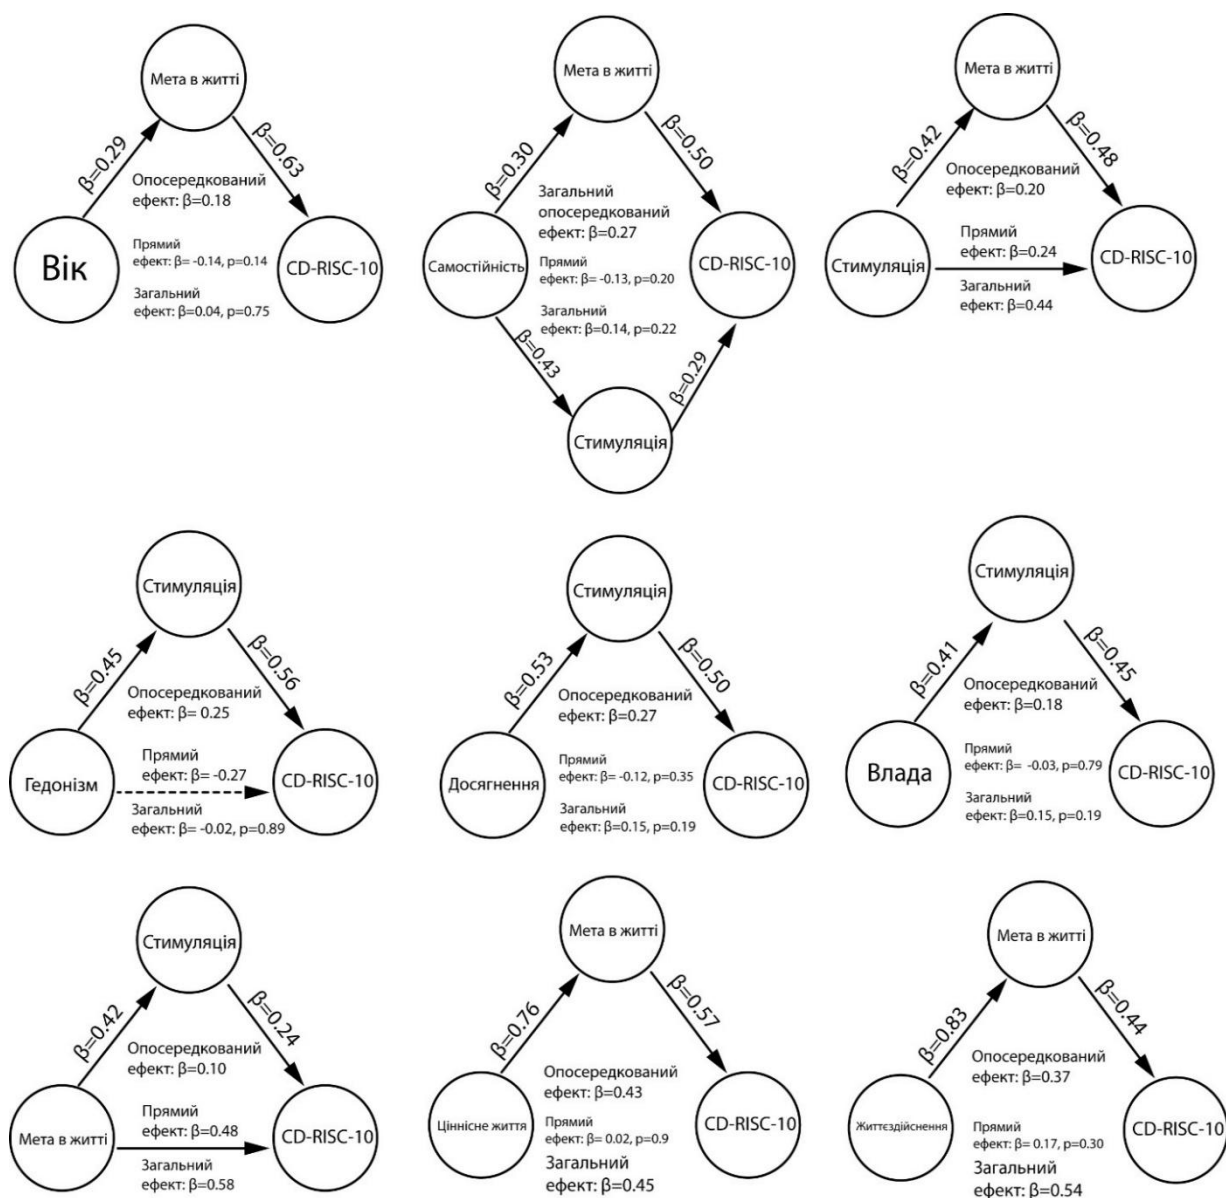 Мета в житті
β=0.29
β=0.63
Опосередкований
ефект: β=0.18
Вік
Прямий
ефект: β= -0.14, p=0.14
Загальний
ефект: β=0.04, p=0.75
CD-RISC-10
Мета в житті
β=0.30
β=0.50
Загальний
опосередкований
ефект: β=0.27
Самостійність
Прямий
ефект: β= -0.13, p=0.20
Загальний
ефект: β=0.14, p=0.22
CD-RISC-10
β=0.43
β=0.29
Стимуляція
Мета в житті
β=0.42
β=0.48
Опосередкований
ефект: β=0.20
Стимуляція
Прямий
ефект: β=0.24
Загальний
ефект: β=0.44
CD-RISC-10
Стимуляція
β=0.45
β=0.56
Опосередкований
ефект: β= 0.25
Гедонізм
Прямий
ефект: β= -0.27
Загальний
ефект: β= -0.02, p=0.89
CD-RISC-10
Стимуляція
β=0.53
β=0.50
Опосередкований
ефект: β=0.27
Досягнення
Прямий
ефект: β= -0.12, p=0.35
Загальний
ефект: β=0.15, p=0.19
CD-RISC-10
Стимуляція
β=0.41
β=0.45
Опосередкований
ефект: β=0.18
Влада
Прямий
ефект: β= -0.03, p=0.79
Загальний
ефект: β=0.15, p=0.19
CD-RISC-10
Стимуляція
β=0.42
β=0.24
Опосередкований
ефект: β=0.10
Мета в житті
Прямий
ефект: β=0.48
Загальний
ефект: β=0.58
CD-RISC-10
Мета в житті
β=0.76
β=0.57
Опосередкований
ефект: β=0.43
Ціннісне життя
Прямий
ефект: β= 0.02, p=0.9
Загальний
ефект: β=0.45
CD-RISC-10
Мета в житті
β=0.83
β=0.44
Опосередкований
ефект: β=0.37
Життєздійснення
Прямий
ефект: β= 0.17, p=0.30
Загальний
ефект: β=0.54
CD-RISC-10